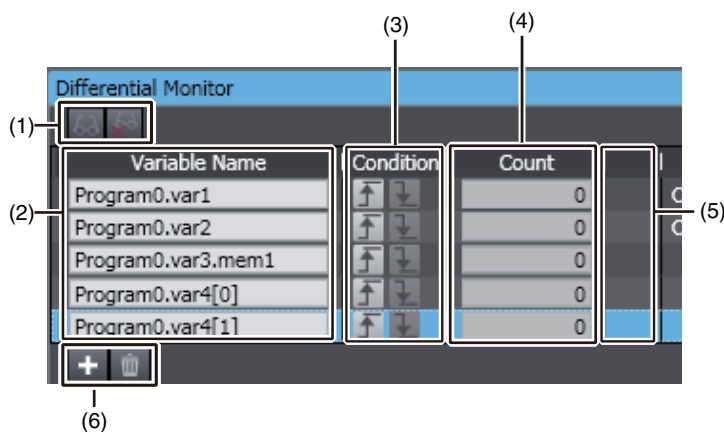 (3)
(4)
Differential Monitor
(1)
Variable Name Condition Count
(2)
(5)
Program0.var1 0
Program0.var2 0
Program0.var3.mem1 0
Program0.var4[0] 0
Program0.var4[1] 0
(6)